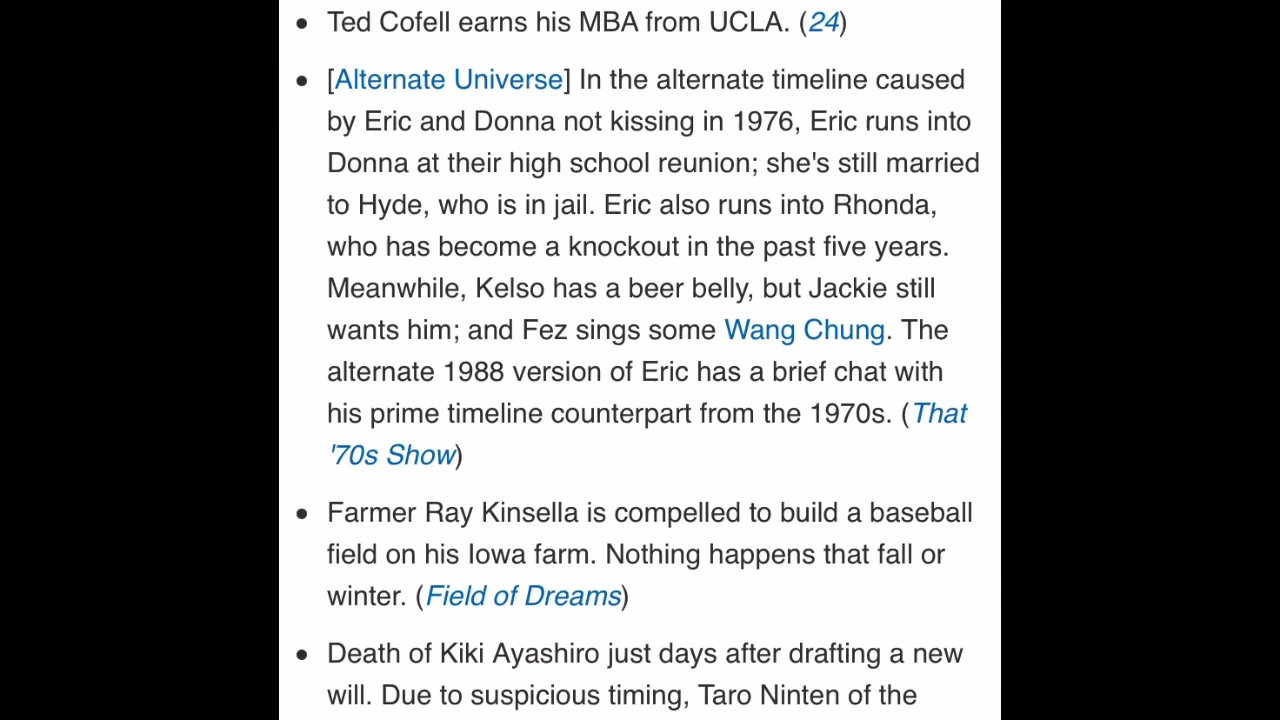 • Ted Cofell earns his MBA from UCLA. (24)
• [Alternate Universe] In the alternate timeline caused
by Eric and Donna not kissing in 1976, Eric runs into
Donna at their high school reunion; she's still married
to Hyde, who is in jail. Eric also runs into Rhonda,
who has become a knockout in the past five years.
Meanwhile, Kelso has a beer belly, but Jackie still
wants him; and Fez sings some Wang Chung. The
alternate 1988 version of Eric has a brief chat with
his prime timeline counterpart from the 1970s. (That
'70s Show)
• Farmer Ray Kinsella is compelled to build a baseball
field on his Iowa farm. Nothing happens that fall or
winter. (Field of Dreams)
• Death of Kiki Ayashiro just days after drafting a new
will. Due to suspicious timing, Taro Ninten of the